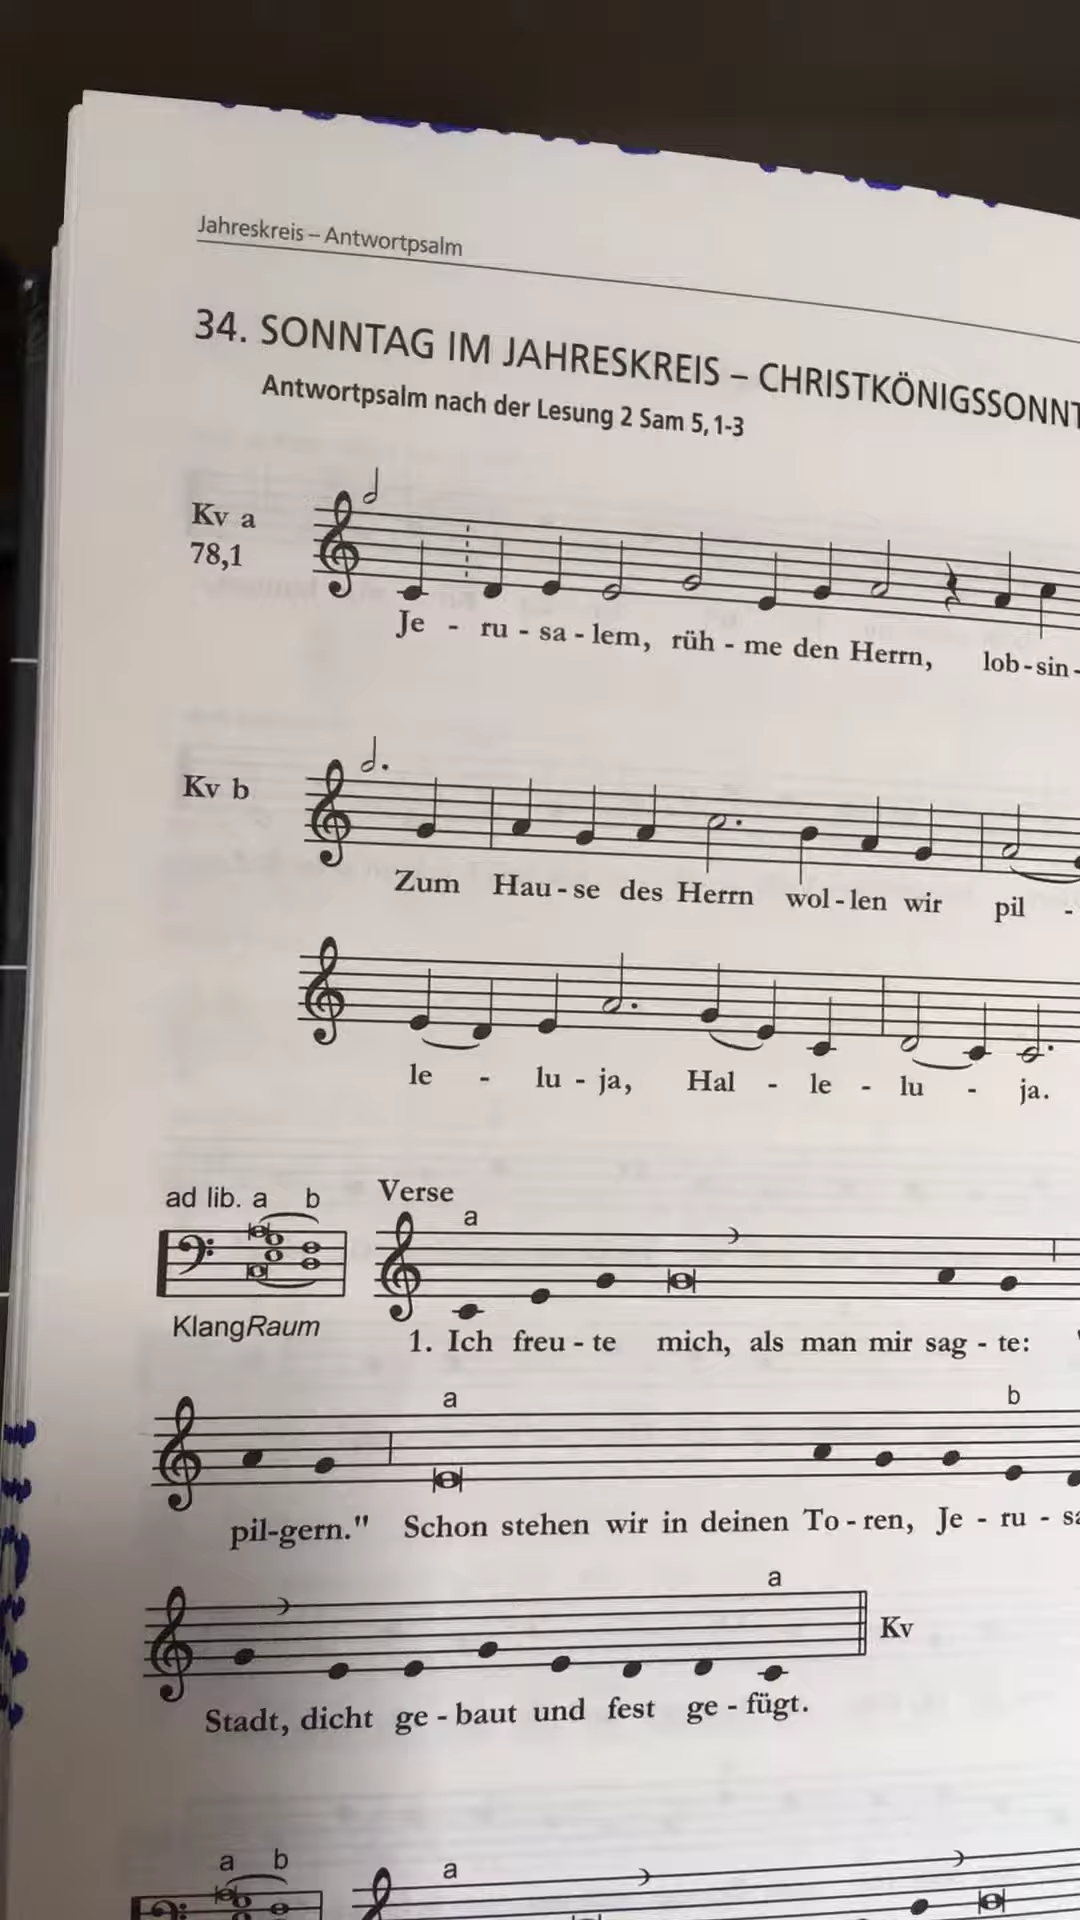 Jahreskreis – Antwortpsalm
34. SONNTAG IM JAHRESKREIS – CHRISTKÖNIGSSONNT
Antwortpsalm nach der Lesung 2 Sam 5,1-3
Kv a
78,1
Je - ru - sa - lem, rüh - me den Herrn, lob - sin -
Kv b
Zum Hau - se des Herrn wol - len wir pil -
le - lu - ja, Hal - le - lu - ja.
ad lib. a b
Verse
a
KlangRaum
1. Ich freu - te mich, als man mir sag - te:
a b
pil-gern." Schon stehen wir in deinen To - ren, Je - ru - sa
a
Kv
Stadt, dicht ge - baut und fest ge - fügt.
a b a